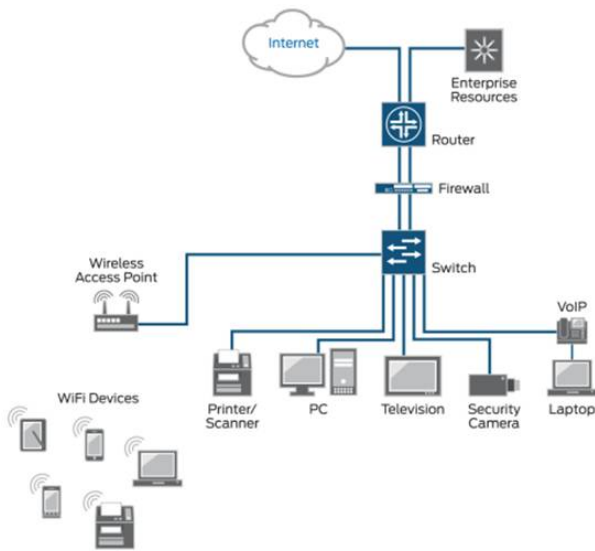 Internet
Enterprise
Resources
Router
Firewall
Switch
Wireless
Access Point
VoIP
WiFi Devices
Printer/
Scanner
PC
Television
Security
Camera
Laptop